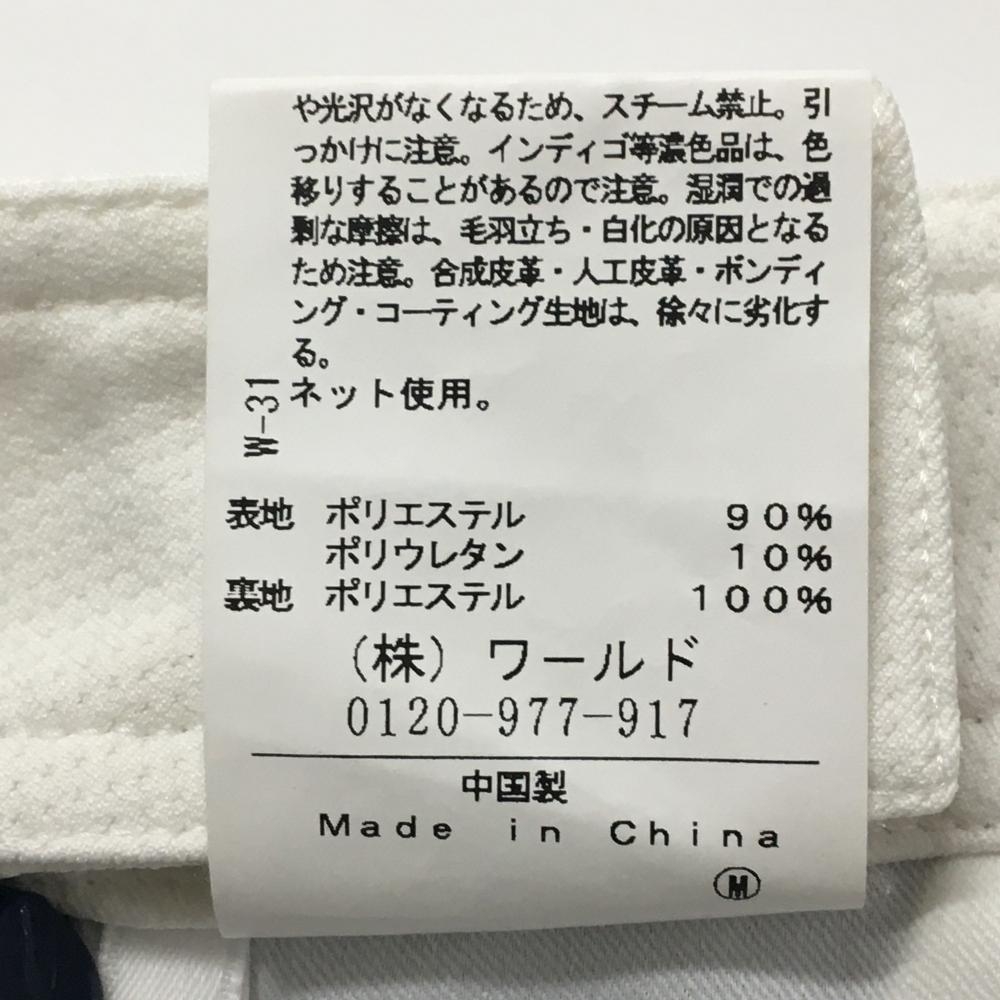 や光沢がなくなるため、スチーム禁止。引
っかけに注意。インディゴ等濃色品は、色
移りすることがあるので注意。湿潤での過
剰な摩擦は、毛羽立ち・白化の原因となる
ため注意。合成皮革・人工皮革・ボンディ
ング・コーティング生地は、徐々に劣化す
る。
ネット使用。
W-31
表地 ポリエステル 90%
ポリウレタン 10%
裏地 ポリエステル 100%
（株）ワールド
0120-977-917
中国製
Made in China
Ⓜ